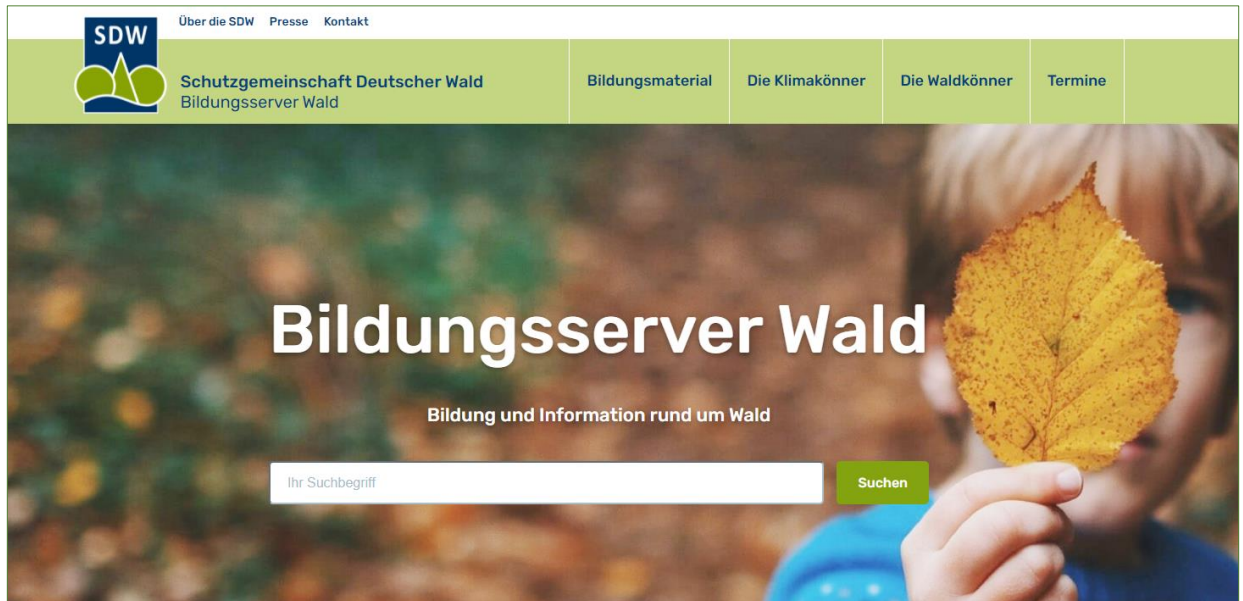 SDW
Über die SDW Presse Kontakt
Schutzgemeinschaft Deutscher Wald
Bildungsserver Wald
Bildungsmaterial Die Klimakönner Die Waldkönner Termine
Bildungsserver Wald
Bildung und Information rund um Wald
Ihr Suchbegriff
Suchen